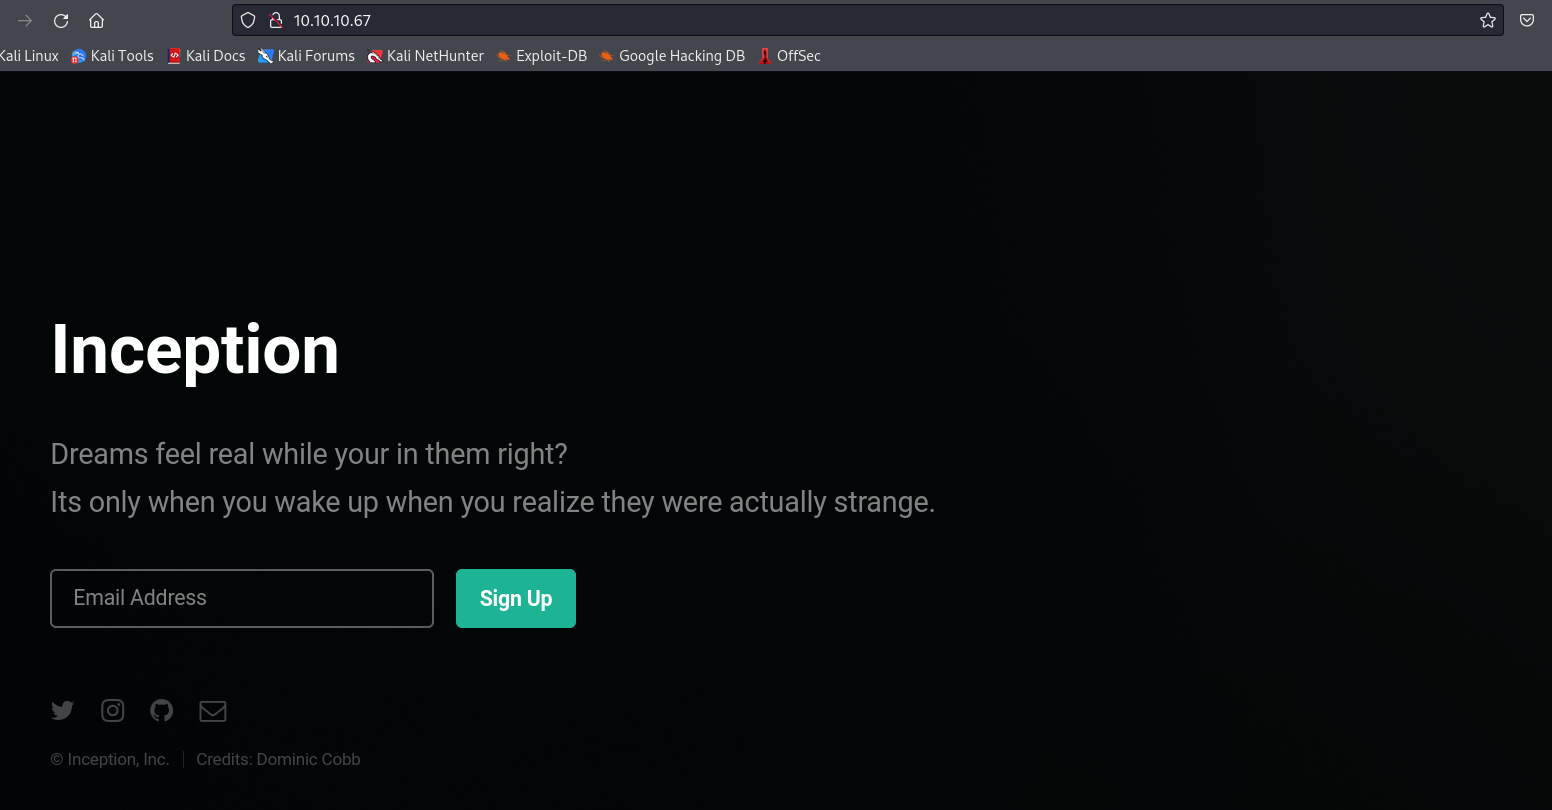 10.10.10.67
Kali Linux Kali Tools Kali Docs Kali Forums Kali NetHunter Exploit-DB Google Hacking DB OffSec
Inception
Dreams feel real while your in them right?
Its only when you wake up when you realize they were actually strange.
Email Address Sign Up
© Inception, Inc. Credits: Dominic Cobb